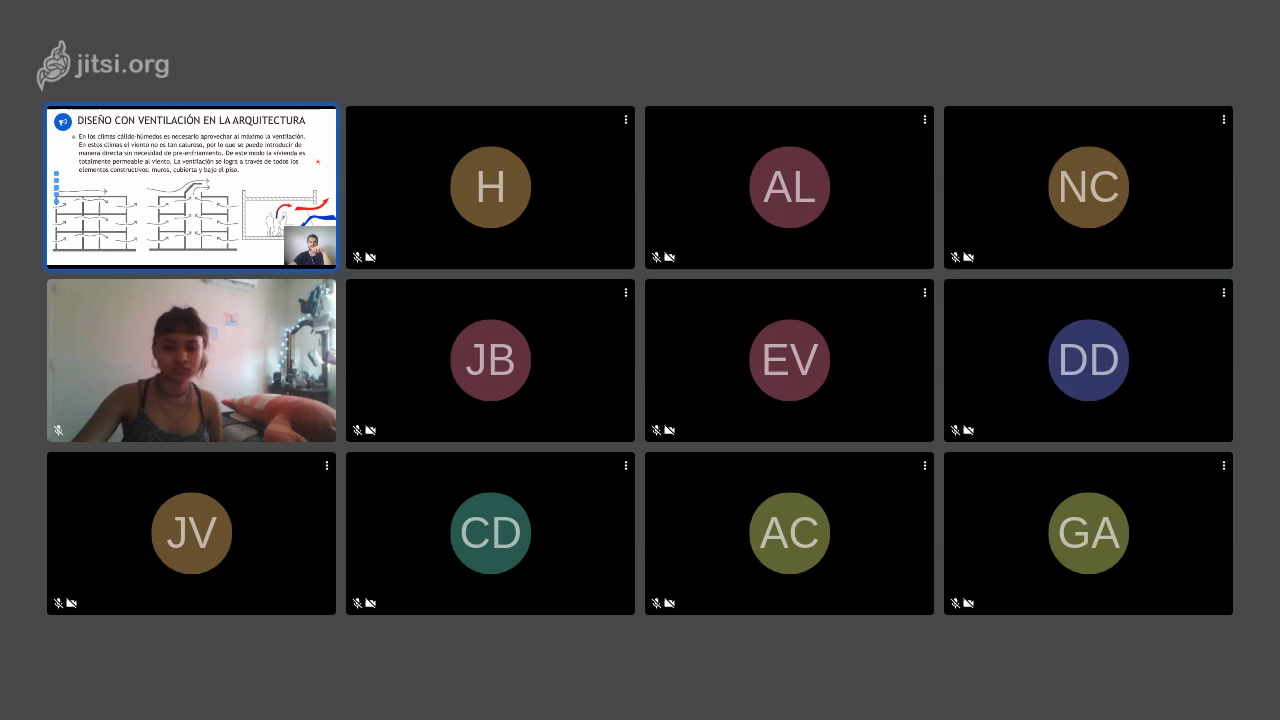 jitsi.org
DISEÑO CON VENTILACIÓN EN LA ARQUITECTURA
En los climas cálido-húmedos es necesario aprovechar al máximo la ventilación.
En estos climas el viento no es tan caluroso, por lo que se puede introducir de
manera directa sin necesidad de pre-enfriamiento. De este modo la vivienda es
totalmente permeable al viento. La ventilación se logra a través de todos los
elementos constructivos: muros, cubierta y bajo el piso.
H
AL
NC
JB
EV
DD
JV
CD
AC
GA